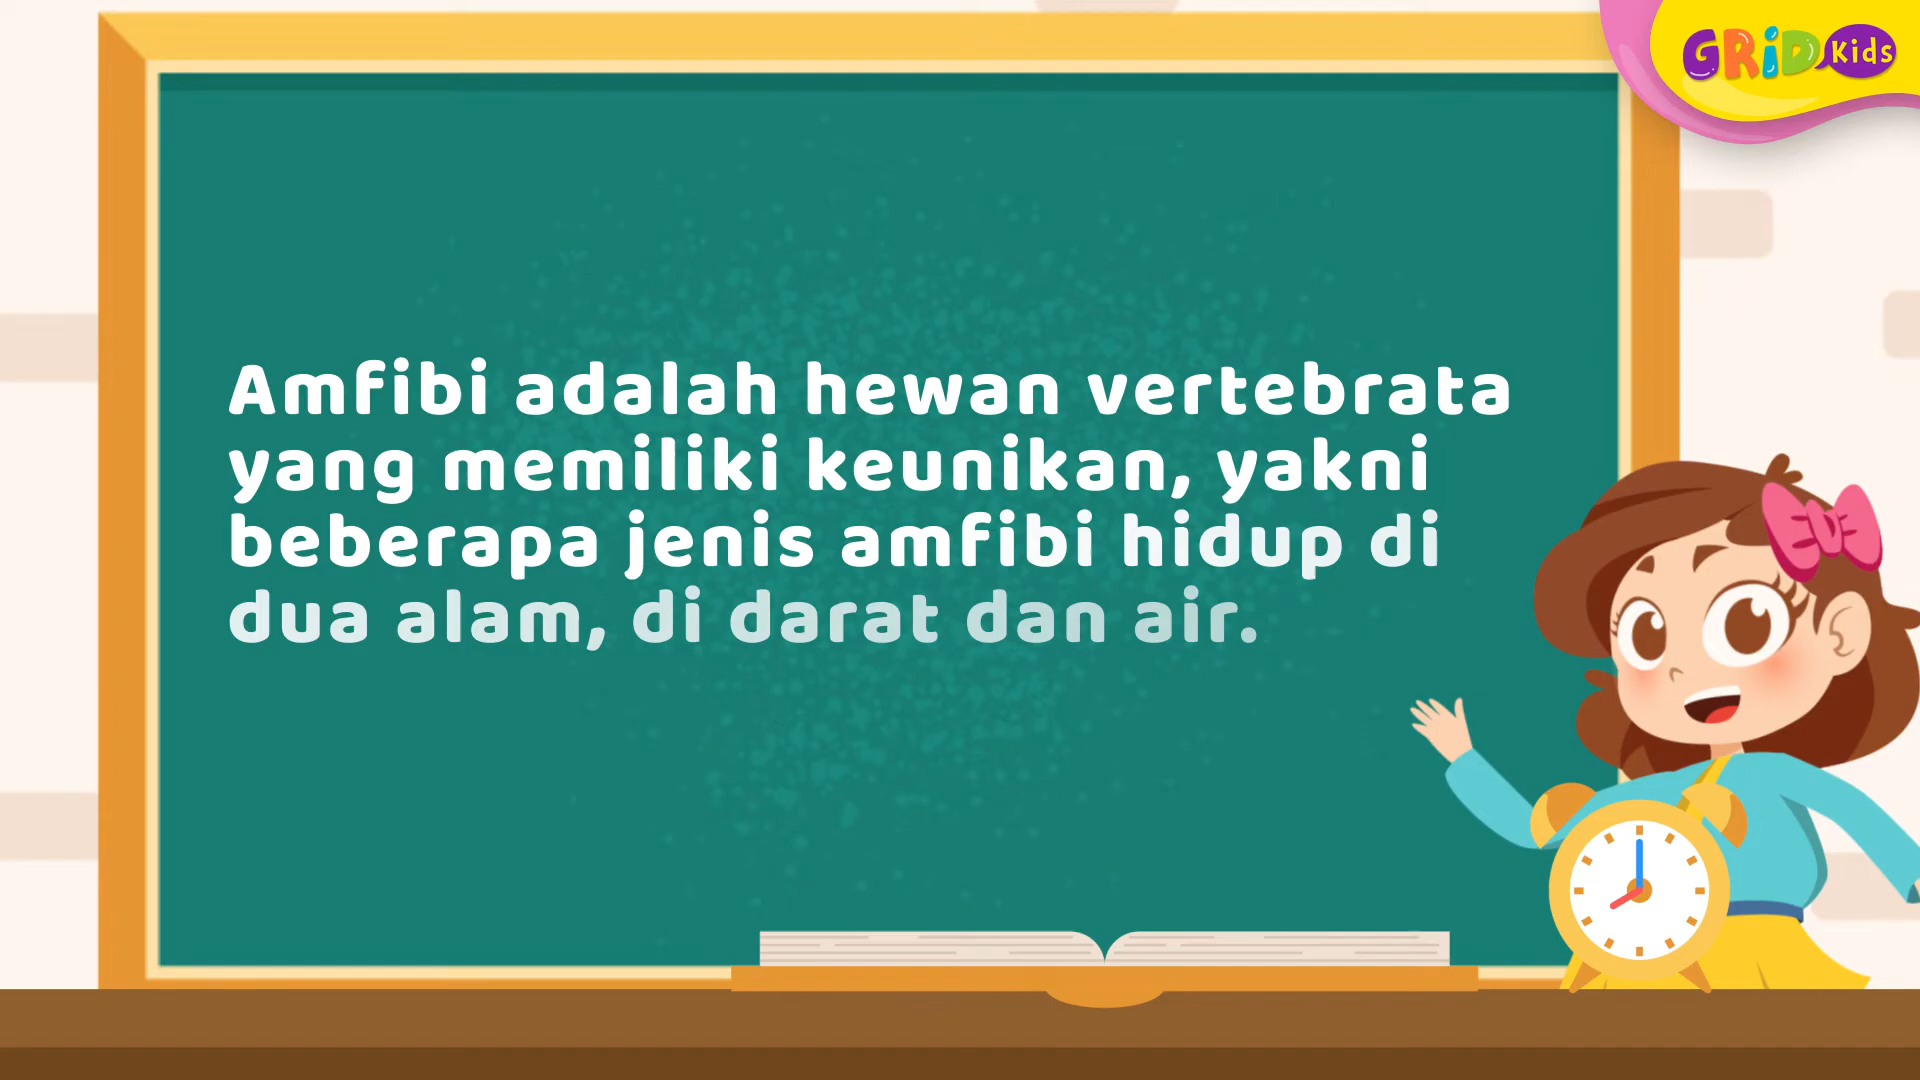 GRiD Kids
Amfibi adalah hewan vertebrata
yang memiliki keunikan, yakni
beberapa jenis amfibi hidup di
dua alam, di darat dan air.